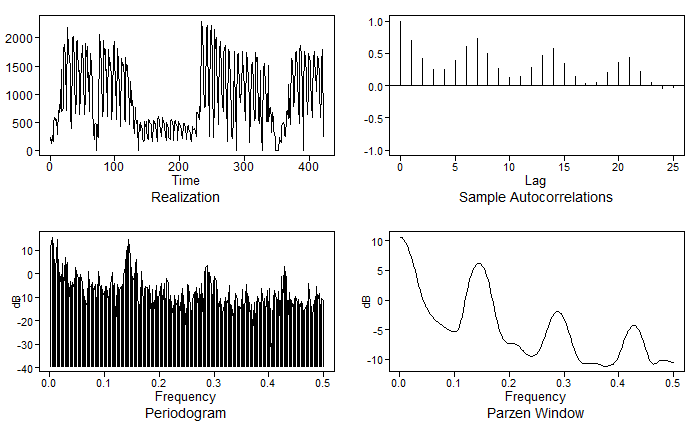 2000
1500
1000
500
0
0 100 200 300 400
Time
Realization
1.0
0.5
0.0
-0.5
-1.0
0 5 10 15 20 25
Lag
Sample Autocorrelations
dB
10
0
-10
-20
-30
-40
0.0 0.1 0.2 0.3 0.4 0.5
Frequency
Periodogram
dB
10
5
0
-5
-10
0.0 0.1 0.2 0.3 0.4 0.5
Frequency
Parzen Window